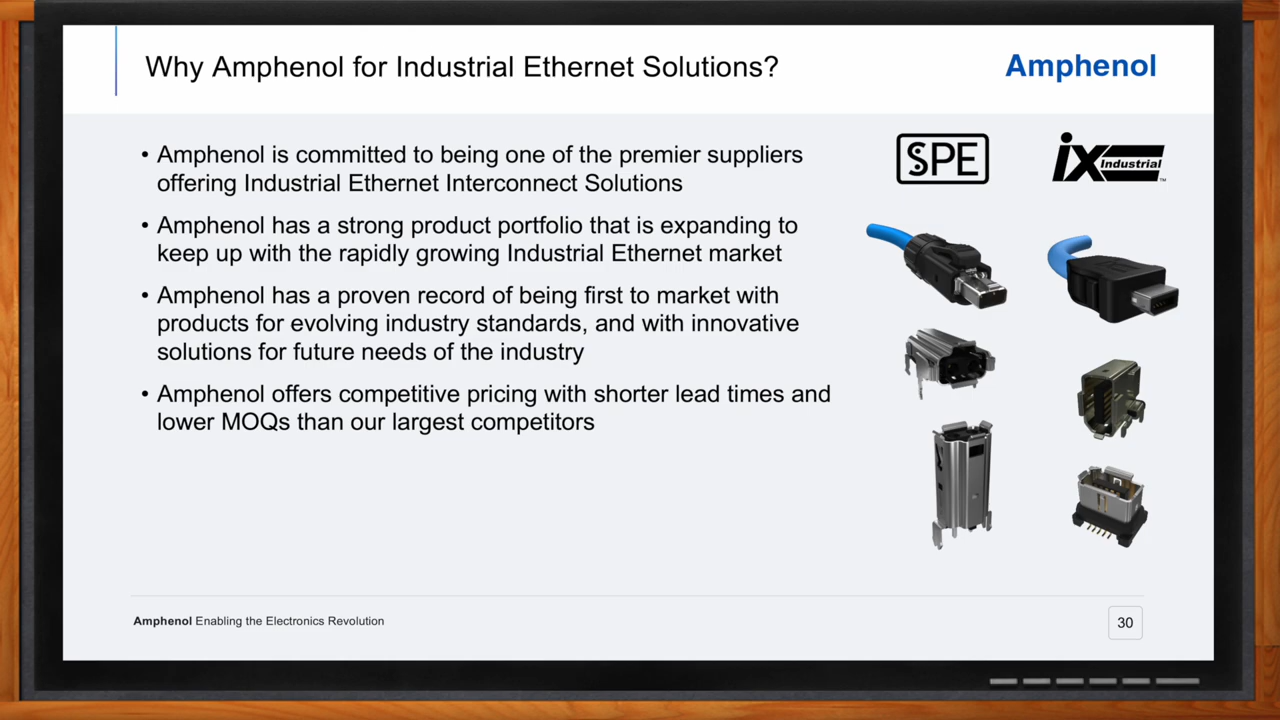 Why Amphenol for Industrial Ethernet Solutions?
Amphenol
• Amphenol is committed to being one of the premier suppliers
offering Industrial Ethernet Interconnect Solutions
• Amphenol has a strong product portfolio that is expanding to
keep up with the rapidly growing Industrial Ethernet market
• Amphenol has a proven record of being first to market with
products for evolving industry standards, and with innovative
solutions for future needs of the industry
• Amphenol offers competitive pricing with shorter lead times and
lower MOQs than our largest competitors
SPE
ix Industrial ™
Amphenol Enabling the Electronics Revolution
30